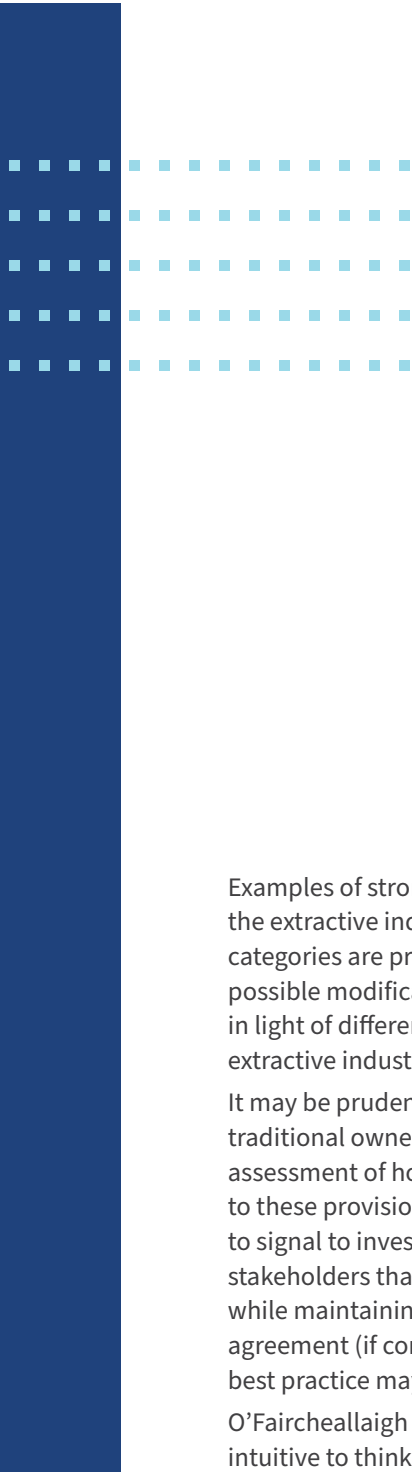 Examples of stro
the extractive ind
categories are pr
possible modifica
in light of differe
extractive indust
It may be pruden
traditional owne
assessment of ho
to these provisio
to signal to inves
stakeholders tha
while maintainin
agreement (if co
best practice ma
O’Faircheallaigh
intuitive to think